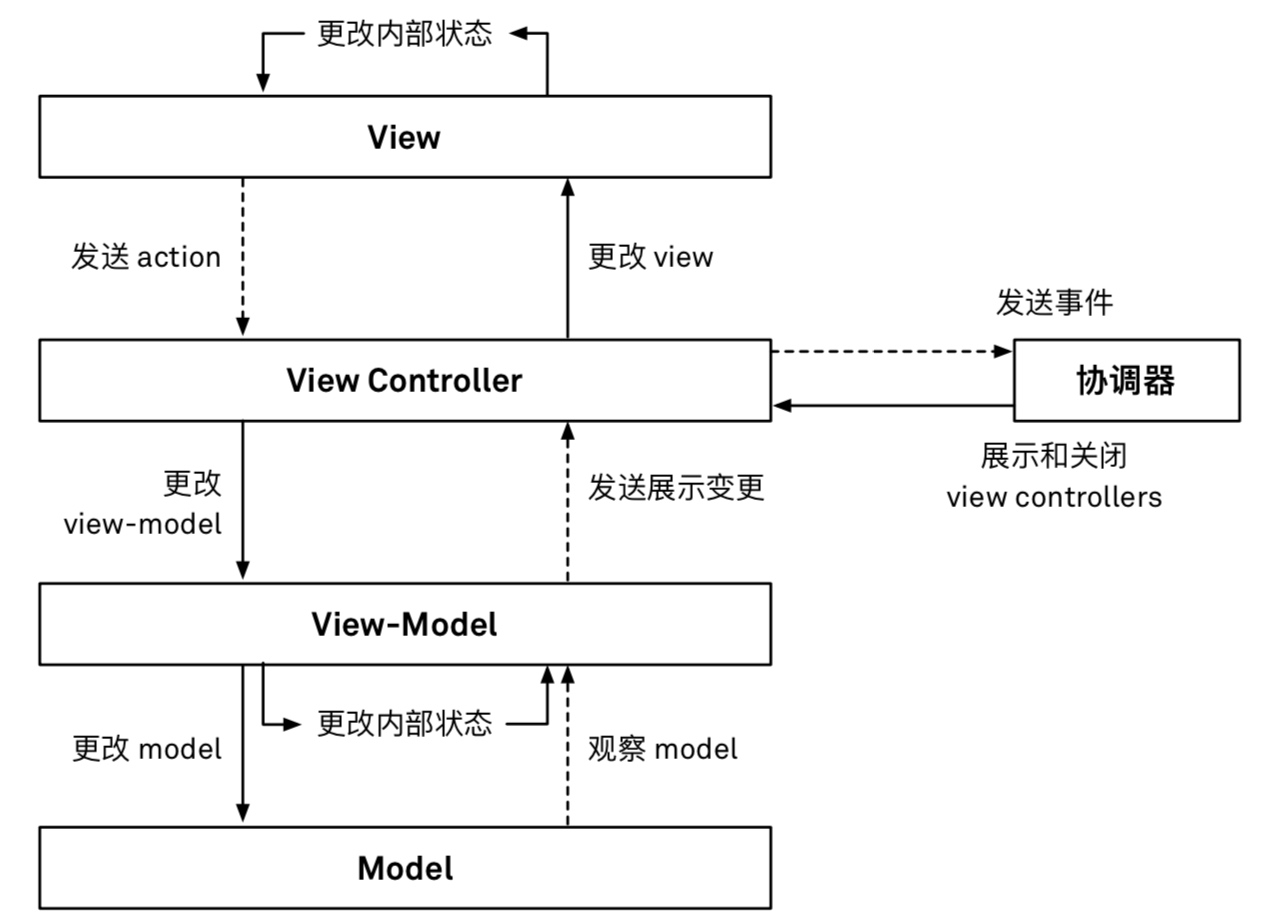 更改内部状态
View
发送 action
更改 view
发送事件
View Controller
协调器
展示和关闭
view controllers
更改
view-model
发送展示变更
View-Model
更改内部状态
更改 model
观察 model
Model